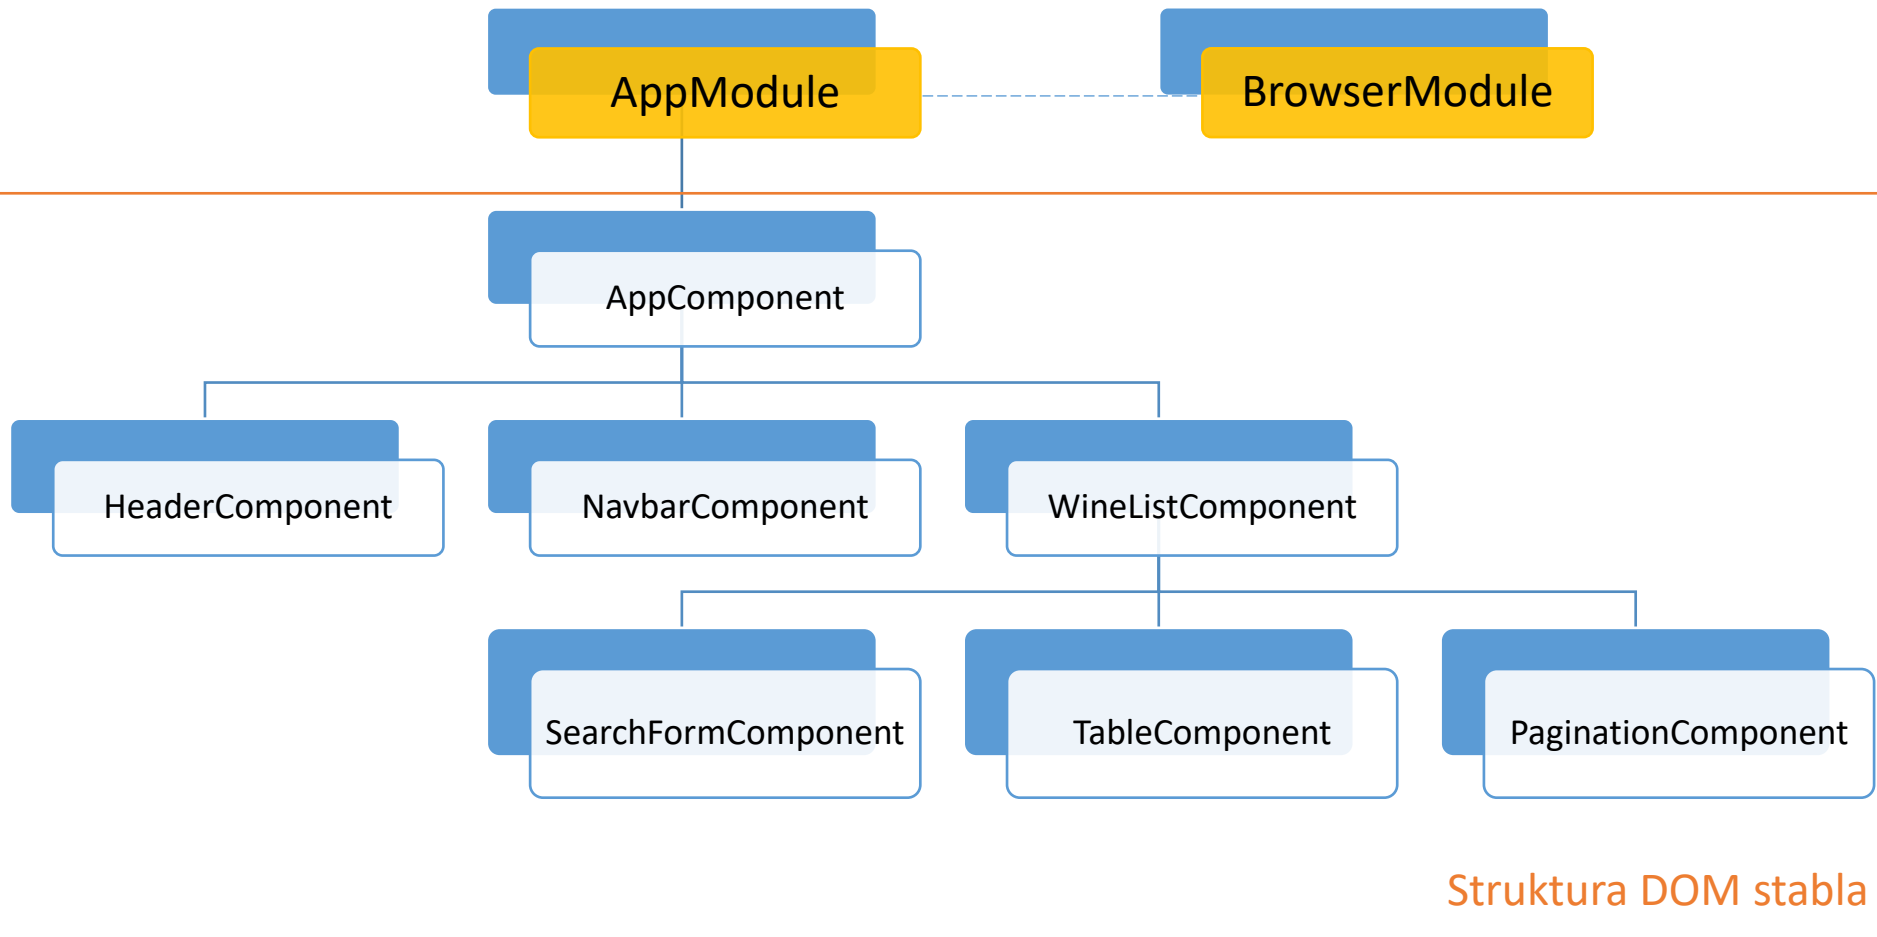 AppModule
BrowserModule
AppComponent
HeaderComponent
NavbarComponent
WineListComponent
SearchFormComponent
TableComponent
PaginationComponent
Struktura DOM stabla